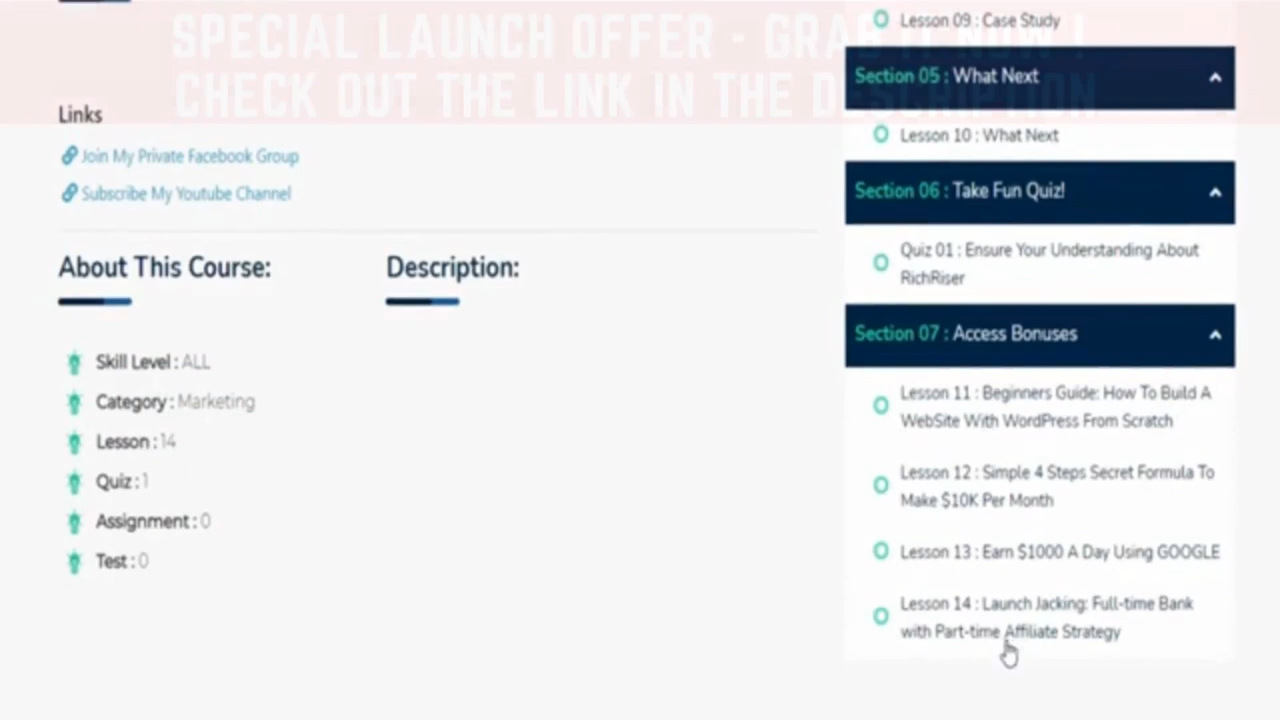 SPECIAL LAUNCH OFFER - GRAB IT NOW !
CHECK OUT THE LINK IN THE DESCRIPTION
Links
Join My Private Facebook Group
Subscribe My Youtube Channel
About This Course:
Description:
Skill Level : ALL
Category : Marketing
Lesson : 14
Quiz : 1
Assignment : 0
Test : 0
Lesson 09 : Case Study
Section 05 : What Next
Lesson 10 : What Next
Section 06 : Take Fun Quiz!
Quiz 01 : Ensure Your Understanding About
RichRiser
Section 07 : Access Bonuses
Lesson 11 : Beginners Guide: How To Build A
WebSite With WordPress From Scratch
Lesson 12 : Simple 4 Steps Secret Formula To
Make $10K Per Month
Lesson 13 : Earn $1000 A Day Using GOOGLE
Lesson 14 : Launch Jacking: Full-time Bank
with Part-time Affiliate Strategy